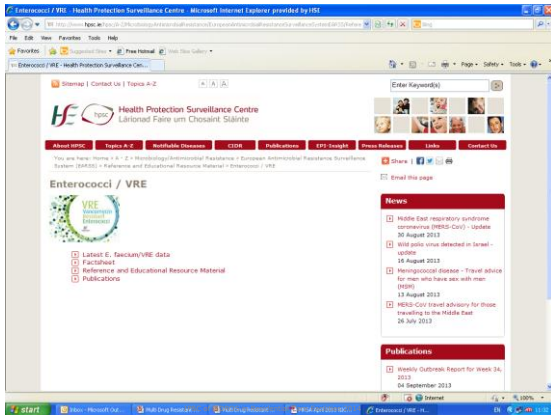 Enterococci / VRE - Health Protection Surveillance Centre - Microsoft Internet Explorer provided by HSE
File Edit View Favorites Tools Help
Favorites Suggested Sites Free Hotmail Web Slice Gallery
Enterococci / VRE - Health Protection Surveillance Cen...
Page Safety Tools
Sitemap | Contact Us | Topics A-Z
A A A
Enter Keyword(s)
hpsc
Health Protection Surveillance Centre
Lárionad Faire um Chosaint Sláinte
About HPSC Topics A-Z Notifiable Diseases CIDR Publications EPI-Insight Press Releases Links Contact Us
You are here: Home > A - Z > Microbiology/Antimicrobial Resistance > European Antimicrobial Resistance Surveillance
System (EARSS) > Reference and Educational Resource Material > Enterococci / VRE
Share |
Email this page
Enterococci / VRE
VRE
Vancomycin
Resistant
Enterococci
Latest E. faecium/VRE data
Factsheet
Reference and Educational Resource Material
Publications
News
Middle East respiratory syndrome
coronavirus (MERS-CoV) - Update
30 August 2013
Wild polio virus detected in Israel -
update
16 August 2013
Meningococcal disease - Travel advice
for men who have sex with men
(MSM)
13 August 2013
MERS-CoV travel advisory for those
travelling to the Middle East
26 July 2013
Publications
Weekly Outbreak Report for Week 34,
2013
04 September 2013
Internet 100%
start Inbox - Microsoft Out... Multi Drug Resistant ... Multi Drug Resistant ... Enterococci / VRE - H... EN